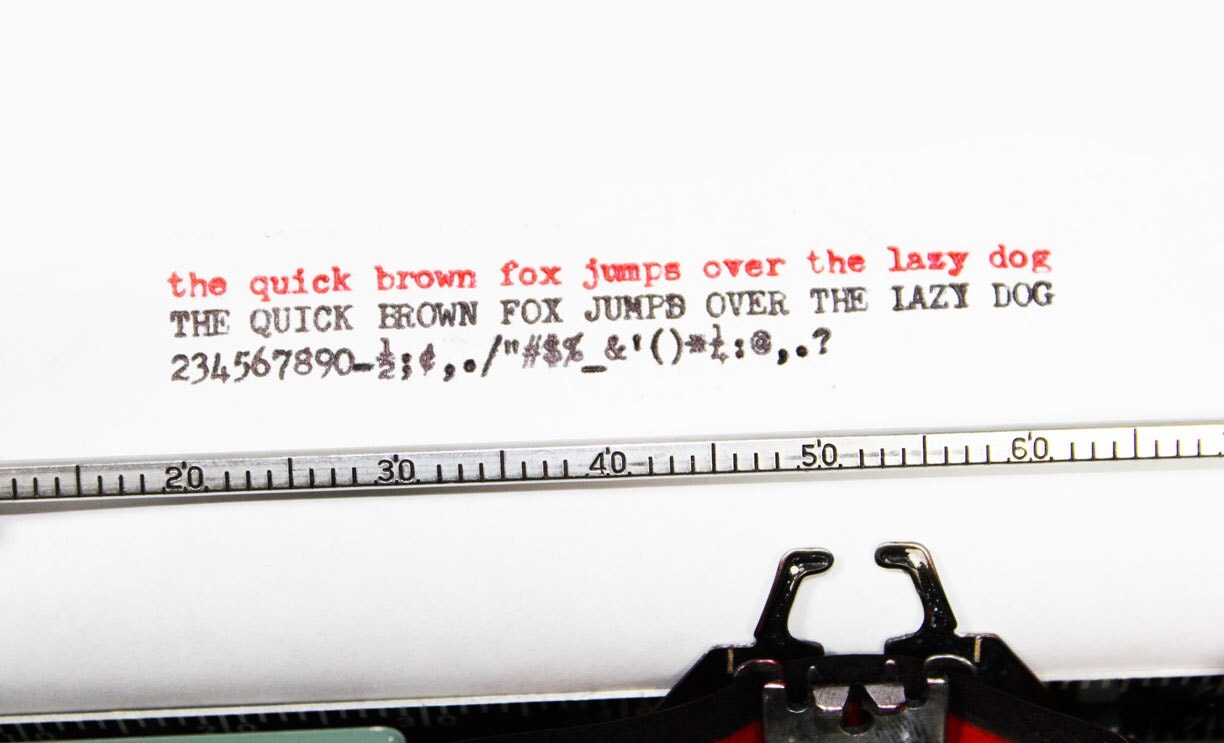 the quick brown fox jumps over the lazy dog
THE QUICK BROWN FOX JUMPS OVER THE LAZY DOG
234567890-½;¢,./"#$%_&'()*¼:@,.?
20 30 40 50 60